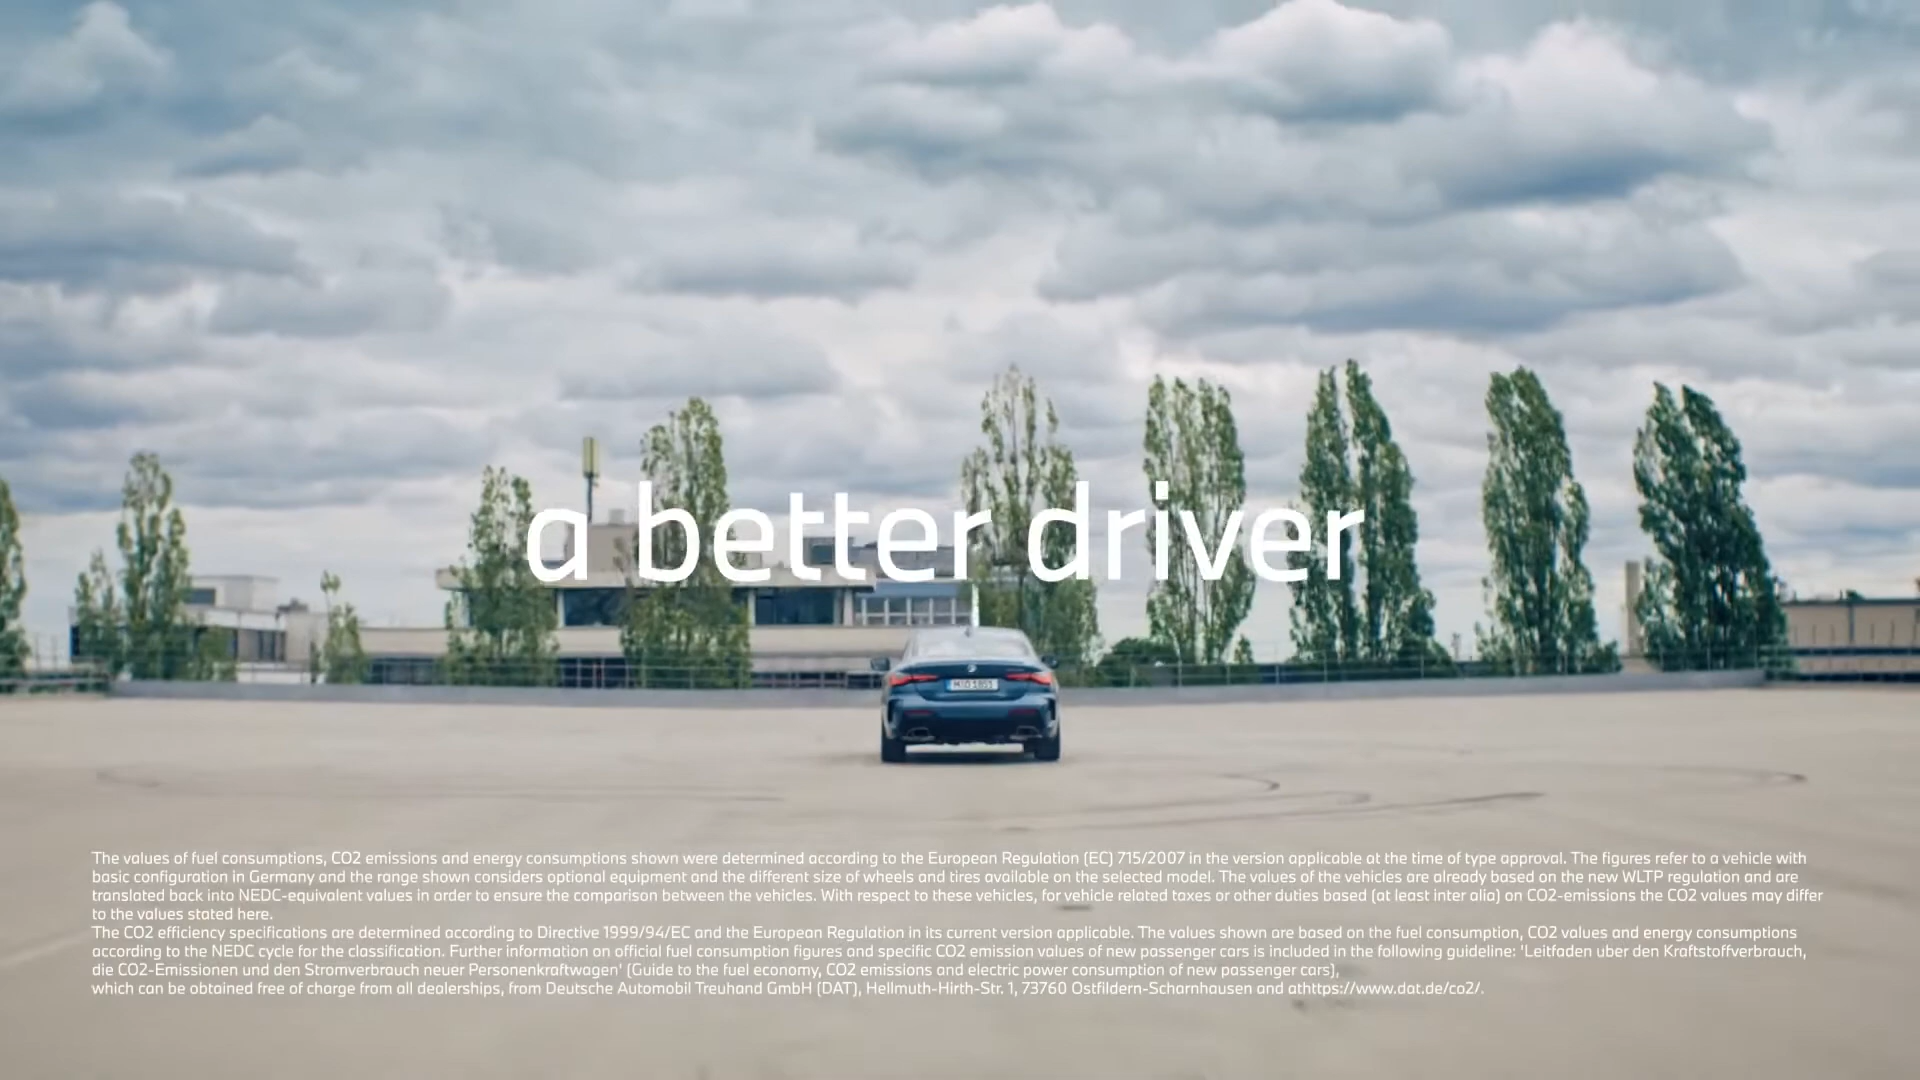 a better driver
The values of fuel consumptions, CO2 emissions and energy consumptions shown were determined according to the European Regulation (EC) 715/2007 in the version applicable at the time of type approval. The figures refer to a vehicle with
basic configuration in Germany and the range shown considers optional equipment and the different size of wheels and tires available on the selected model. The values of the vehicles are already based on the new WLTP regulation and are
translated back into NEDC-equivalent values in order to ensure the comparison between the vehicles. With respect to these vehicles, for vehicle related taxes or other duties based (at least inter alia) on CO2-emissions the CO2 values may differ
to the values stated here.
The CO2 efficiency specifications are determined according to Directive 1999/94/EC and the European Regulation in its current version applicable. The values shown are based on the fuel consumption, CO2 values and energy consumptions
according to the NEDC cycle for the classification. Further information on official fuel consumption figures and specific CO2 emission values of new passenger cars is included in the following guideline: 'Leitfaden uber den Kraftstoffverbrauch,
die CO2-Emissionen und den Stromverbrauch neuer Personenkraftwagen' (Guide to the fuel economy, CO2 emissions and electric power consumption of new passenger cars),
which can be obtained free of charge from all dealerships, from Deutsche Automobil Treuhand GmbH (DAT), Hellmuth-Hirth-Str. 1, 73760 Ostfildern-Scharnhausen and athttps://www.dat.de/co2/.